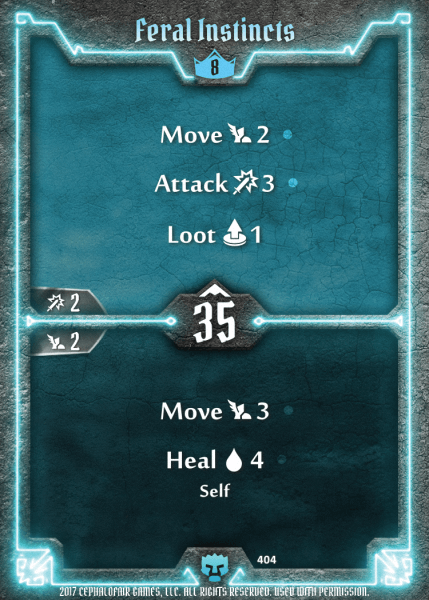 Feral Instincts
8
Move 2
Attack 3
Loot 1
2
35
2
Move 3
Heal 4
Self
404
2017 Cephalofair Games, LLC. All rights reserved. Used with permission.